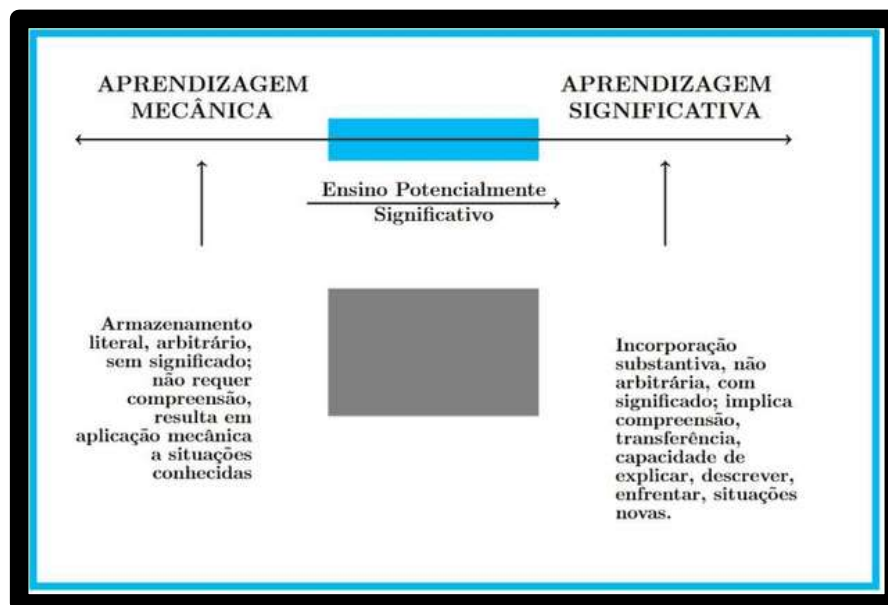 APRENDIZAGEM
MECÂNICA
APRENDIZAGEM
SIGNIFICATIVA
Ensino Potencialmente
Significativo
Armazenamento
literal, arbitrário,
sem significado;
não requer
compreensão,
resulta em
aplicação mecânica
a situações
conhecidas
Incorporação
substantiva, não
arbitrária, com
significado; implica
compreensão,
transferência,
capacidade de
explicar, descrever,
enfrentar, situações
novas.